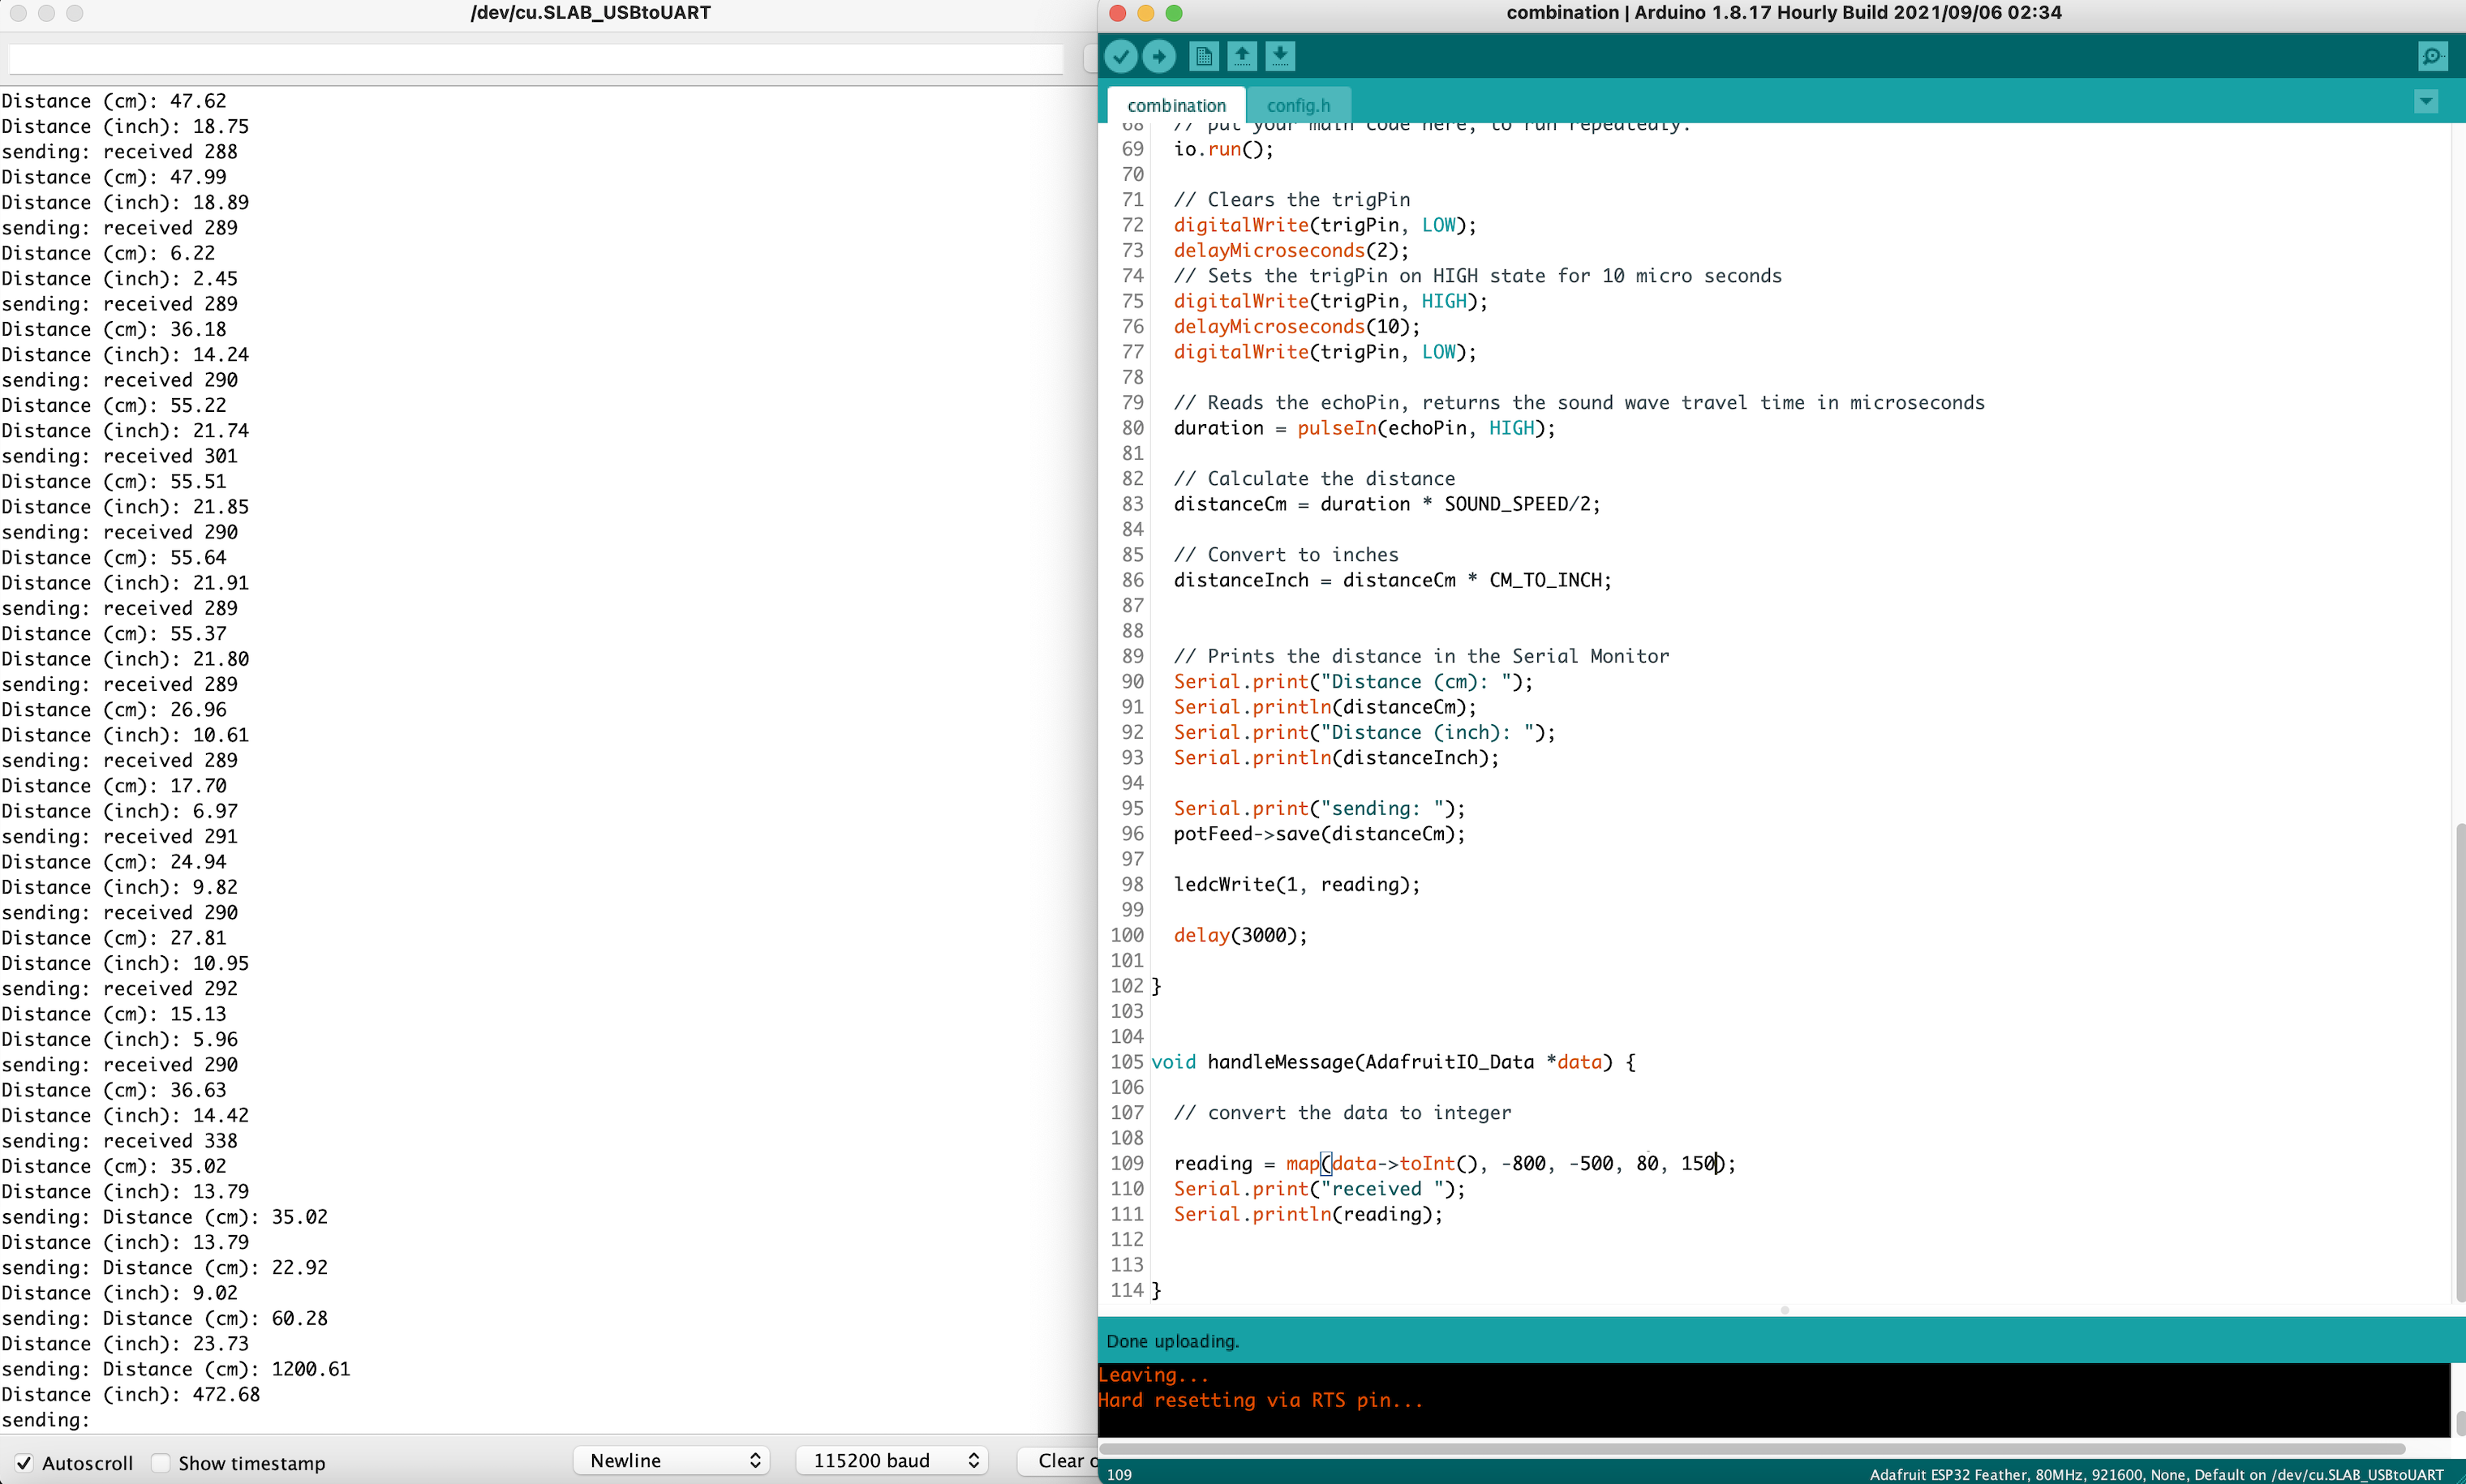 /dev/cu.SLAB_USBtoUART
Distance (cm): 47.62
Distance (inch): 18.75
sending: received 288
Distance (cm): 47.99
Distance (inch): 18.89
sending: received 289
Distance (cm): 6.22
Distance (inch): 2.45
sending: received 289
Distance (cm): 36.18
Distance (inch): 14.24
sending: received 290
Distance (cm): 55.22
Distance (inch): 21.74
sending: received 301
Distance (cm): 55.51
Distance (inch): 21.85
sending: received 290
Distance (cm): 55.64
Distance (inch): 21.91
sending: received 289
Distance (cm): 55.37
Distance (inch): 21.80
sending: received 289
Distance (cm): 26.96
Distance (inch): 10.61
sending: received 289
Distance (cm): 17.70
Distance (inch): 6.97
sending: received 291
Distance (cm): 24.94
Distance (inch): 9.82
sending: received 290
Distance (cm): 27.81
Distance (inch): 10.95
sending: received 292
Distance (cm): 15.13
Distance (inch): 5.96
sending: received 290
Distance (cm): 36.63
Distance (inch): 14.42
sending: received 338
Distance (cm): 35.02
Distance (inch): 13.79
sending: Distance (cm): 35.02
Distance (inch): 13.79
sending: Distance (cm): 22.92
Distance (inch): 9.02
sending: Distance (cm): 60.28
Distance (inch): 23.73
sending: Distance (cm): 1200.61
Distance (inch): 472.68
sending:
Autoscroll Show timestamp Newline 115200 baud Clear o
combination | Arduino 1.8.17 Hourly Build 2021/09/06 02:34
combination config.h
68 // put your main code here, to run repeatedly:
69 io.run();
70
71 // Clears the trigPin
72 digitalWrite(trigPin, LOW);
73 delayMicroseconds(2);
74 // Sets the trigPin on HIGH state for 10 micro seconds
75 digitalWrite(trigPin, HIGH);
76 delayMicroseconds(10);
77 digitalWrite(trigPin, LOW);
78
79 // Reads the echoPin, returns the sound wave travel time in microseconds
80 duration = pulseIn(echoPin, HIGH);
81
82 // Calculate the distance
83 distanceCm = duration * SOUND_SPEED/2;
84
85 // Convert to inches
86 distanceInch = distanceCm * CM_TO_INCH;
87
88
89 // Prints the distance in the Serial Monitor
90 Serial.print("Distance (cm): ");
91 Serial.println(distanceCm);
92 Serial.print("Distance (inch): ");
93 Serial.println(distanceInch);
94
95 Serial.print("sending: ");
96 potFeed->save(distanceCm);
97
98 ledcWrite(1, reading);
99
100 delay(3000);
101
102 }
103
104
105 void handleMessage(AdafruitIO_Data *data) {
106
107 // convert the data to integer
108
109 reading = map(data->toInt(), -800, -500, 80, 150);
110 Serial.print("received ");
111 Serial.println(reading);
112
113
114 }
Done uploading.
Leaving...
Hard resetting via RTS pin...
109 Adafruit ESP32 Feather, 80MHz, 921600, None, Default on /dev/cu.SLAB_USBtoUART